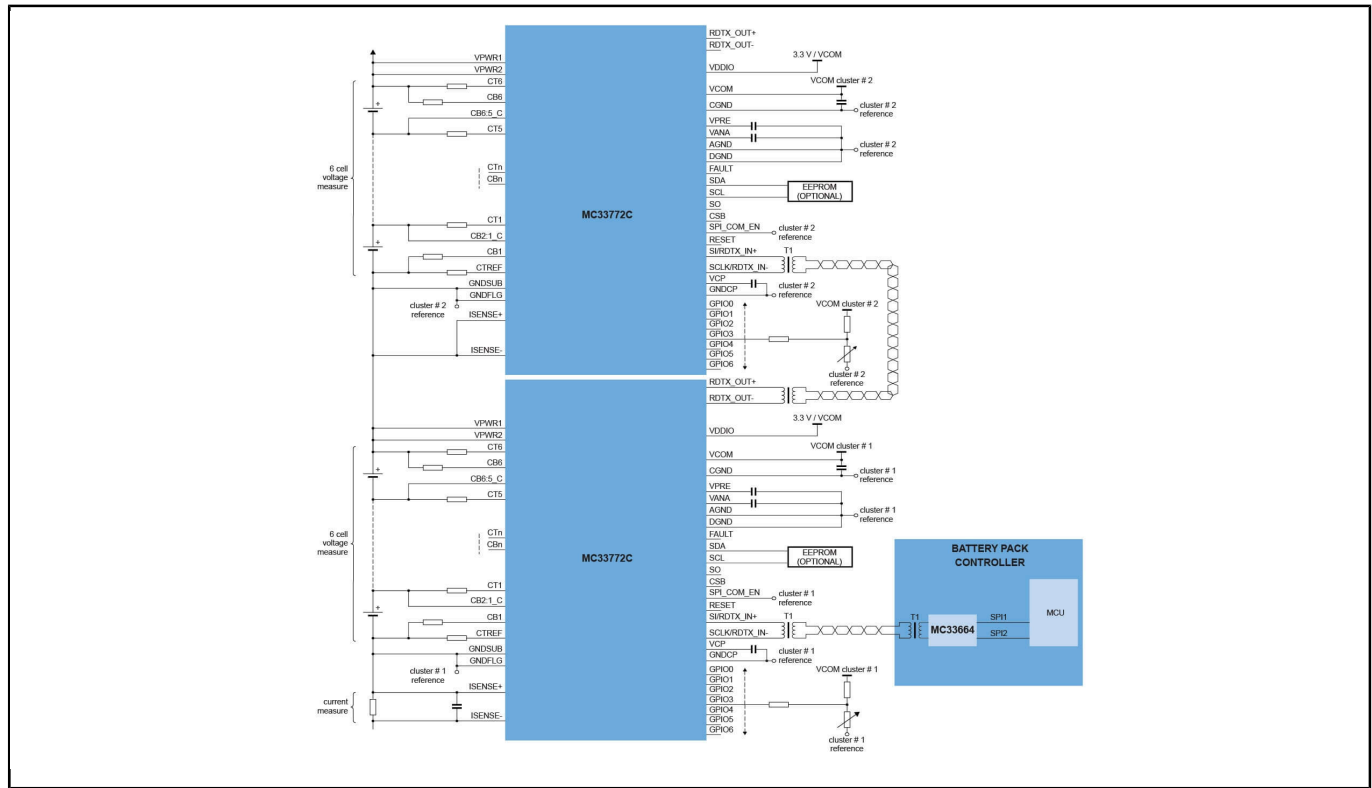 VPWR1
VPWR2
CT6
CB6
CB6:5_C
CT5
CTn
CBn
CT1
CB2:1_C
CB1
CTREF
GNDSUB
GNDFLG
ISENSE+
ISENSE-
6 cell
voltage
measure
cluster # 2
reference
MC33772C
RDTX_OUT+
RDTX_OUT-
VDDIO
VCOM
CGND
VPRE
VANA
AGND
DGND
FAULT
SDA
SCL
SO
CSB
SPI_COM_EN
RESET
SI/RDTX_IN+
SCLK/RDTX_IN-
VCP
GNDCP
GPIO0
GPIO1
GPIO2
GPIO3
GPIO4
GPIO5
GPIO6
3.3 V / VCOM
VCOM cluster # 2
cluster # 2
reference
cluster # 2
reference
EEPROM
(OPTIONAL)
cluster # 2
reference
T1
cluster # 2
reference
VCOM cluster # 2
cluster # 2
reference
VPWR1
VPWR2
CT6
CB6
CB6:5_C
CT5
CTn
CBn
CT1
CB2:1_C
CB1
CTREF
GNDSUB
GNDFLG
ISENSE+
ISENSE-
6 cell
voltage
measure
cluster # 1
reference
current
measure
MC33772C
RDTX_OUT+
RDTX_OUT-
VDDIO
VCOM
CGND
VPRE
VANA
AGND
DGND
FAULT
SDA
SCL
SO
CSB
SPI_COM_EN
RESET
SI/RDTX_IN+
SCLK/RDTX_IN-
VCP
GNDCP
GPIO0
GPIO1
GPIO2
GPIO3
GPIO4
GPIO5
GPIO6
3.3 V / VCOM
VCOM cluster # 1
cluster # 1
reference
cluster # 1
reference
EEPROM
(OPTIONAL)
cluster # 1
reference
T1
cluster # 1
reference
VCOM cluster # 1
cluster # 1
reference
BATTERY PACK
CONTROLLER
T1
MC33664
SPI1
SPI2
MCU